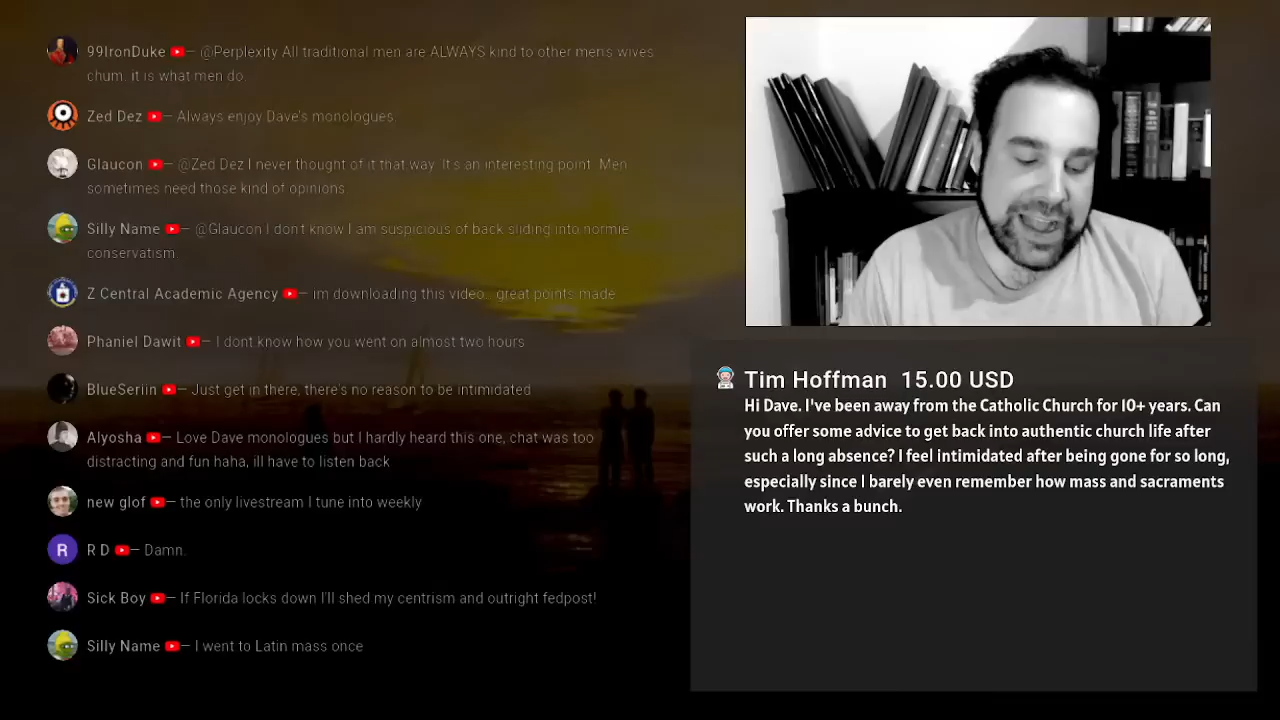 99IronDuke — @Perplexity All traditional men are ALWAYS kind to other mens wives
chum. it is what men do.
Zed Dez — Always enjoy Dave's monologues.
Glaucon — @Zed Dez I never thought of it that way. It's an interesting point. Men
sometimes need those kind of opinions.
Silly Name — @Glaucon I dont know I am suspicious of back sliding into normie
conservatism
Z Central Academic Agency — im downloading this video.. great points made
Phaniel Dawit — I dont know how you went on almost two hours
BlueSeriin — Just get in there, there's no reason to be intimidated
Alyosha — Love Dave monologues but I hardly heard this one, chat was too
distracting and fun haha, ill have to listen back
new glof — the only livestream I tune into weekly
R
R D — Damn.
Sick Boy — If Florida locks down I'll shed my centrism and outright fedpost!
Silly Name — I went to Latin mass once
Tim Hoffman 15.00 USD
Hi Dave. I've been away from the Catholic Church for 10+ years. Can
you offer some advice to get back into authentic church life after
such a long absence? I feel intimidated after being gone for so long,
especially since I barely even remember how mass and sacraments
work. Thanks a bunch.